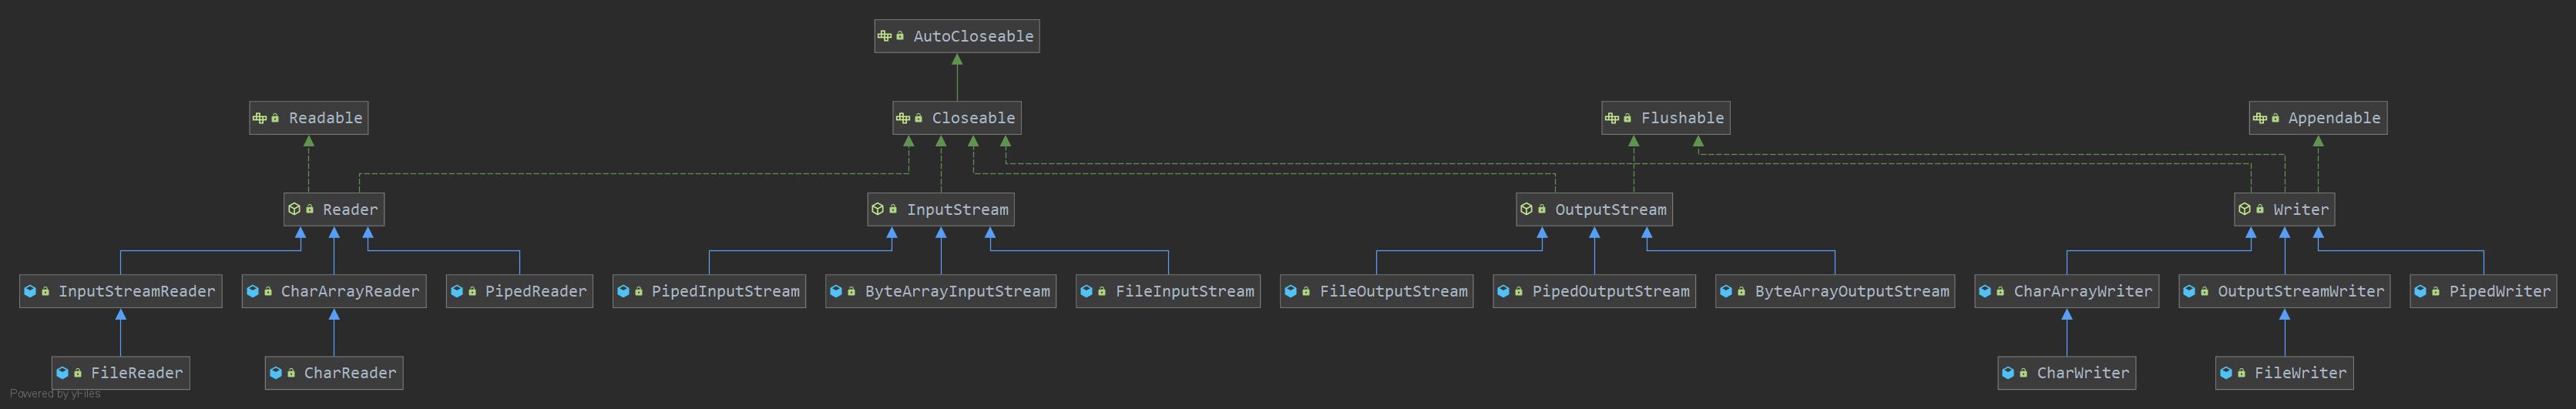 AutoCloseable
Readable
Closeable
Flushable
Appendable
Reader
InputStream
OutputStream
Writer
InputStreamReader
CharArrayReader
PipedReader
PipedInputStream
ByteArrayInputStream
FileInputStream
FileOutputStream
PipedOutputStream
ByteArrayOutputStream
CharArrayWriter
OutputStreamWriter
PipedWriter
FileReader
CharReader
CharWriter
FileWriter
Powered by yFiles